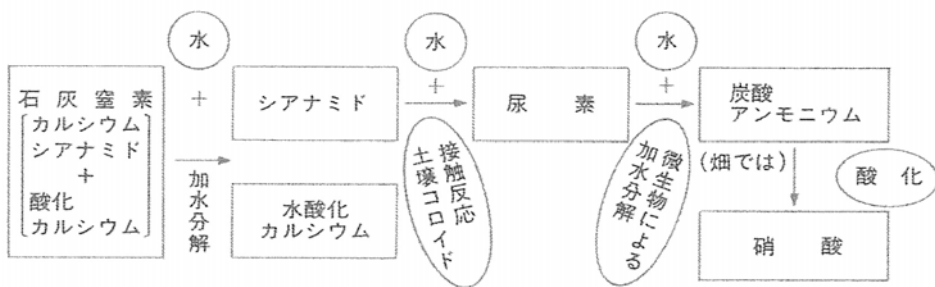 水
石灰窒素
カルシウム
シアナミド
+
酸化
カルシウム
+
加水分解
シアナミド
水酸化
カルシウム
水
+
接触反応
土壌コロイド
尿素
水
+
微生物による
加水分解
炭酸
アンモニウム
(畑では)
酸化
硝酸